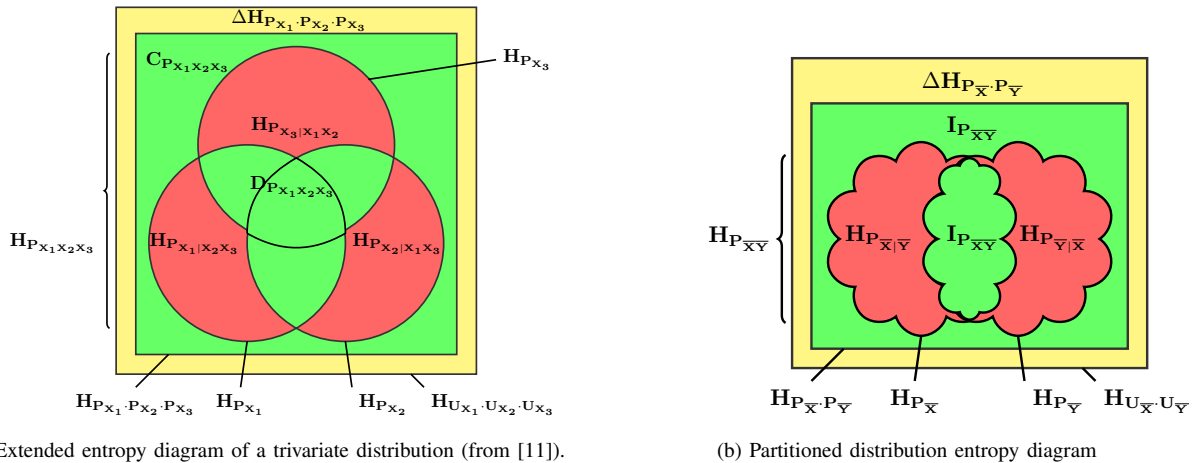 ΔH_{P_{X_1}·P_{X_2}·P_{X_3}}
C_{P_{X_1X_2X_3}}
H_{P_{X_3}}
H_{P_{X_3|X_1X_2}}
D_{P_{X_1X_2X_3}}
H_{P_{X_1X_2X_3}}
H_{P_{X_1|X_2X_3}}
H_{P_{X_2|X_1X_3}}
H_{P_{X_1}·P_{X_2}·P_{X_3}}
H_{P_{X_1}}
H_{P_{X_2}}
H_{U_{X_1}·U_{X_2}·U_{X_3}}
Extended entropy diagram of a trivariate distribution (from [11]).
ΔH_{P_{\overline{X}}·P_{\overline{Y}}}
I_{P_{\overline{XY}}}
H_{P_{\overline{XY}}}
H_{P_{\overline{X}|\overline{Y}}}
I_{P_{\overline{XY}}}
H_{P_{\overline{Y}|\overline{X}}}
H_{P_{\overline{X}}·P_{\overline{Y}}}
H_{P_{\overline{X}}}
H_{P_{\overline{Y}}}
H_{U_{\overline{X}}·U_{\overline{Y}}}
(b) Partitioned distribution entropy diagram